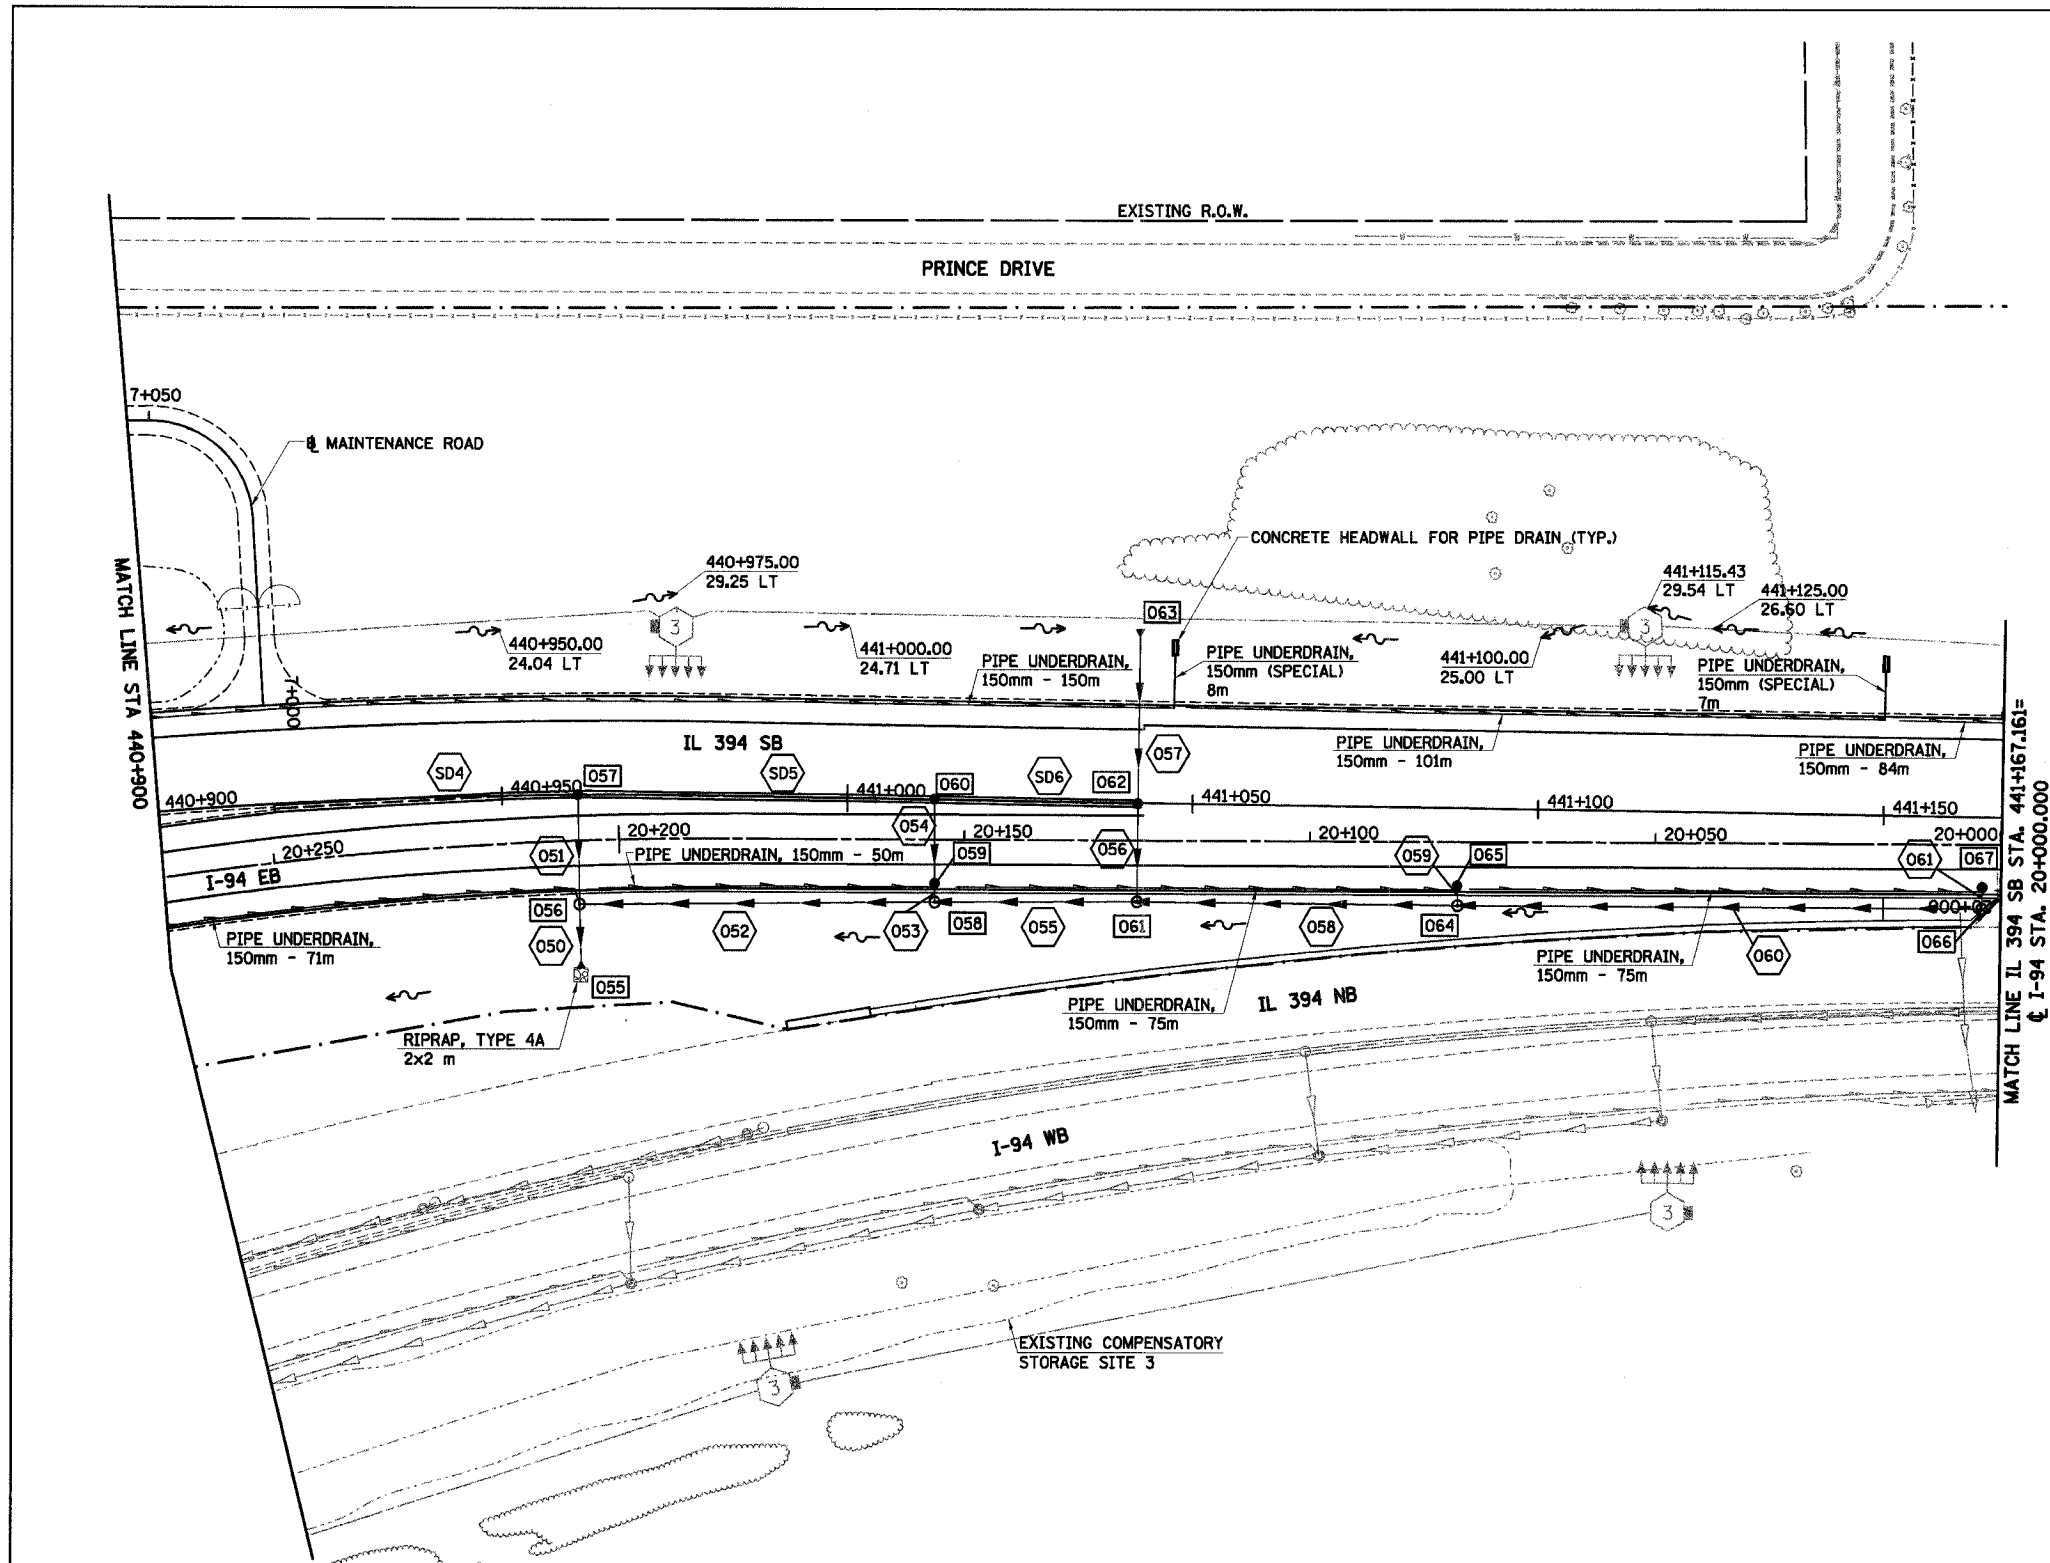 EXISTING R.O.W.
PRINCE DRIVE
7+050
℄ MAINTENANCE ROAD
CONCRETE HEADWALL FOR PIPE DRAIN (TYP.)
440+975.00
29.25 LT
3
441+115.43
29.54 LT
441+125.00
26.60 LT
3
063
440+950.00
24.04 LT
441+000.00
24.71 LT
PIPE UNDERDRAIN,
150mm - 150m
PIPE UNDERDRAIN,
150mm (SPECIAL)
8m
441+100.00
25.00 LT
PIPE UNDERDRAIN,
150mm (SPECIAL)
7m
MATCH LINE STA 440+900
7+000
IL 394 SB
057
PIPE UNDERDRAIN,
150mm - 101m
PIPE UNDERDRAIN,
150mm - 84m
SD4
057
SD5
060
SD6
062
440+900
440+950
441+000
441+050
441+100
441+150
054
20+250
20+200
20+150
20+100
20+050
20+000
I-94 EB
051
PIPE UNDERDRAIN, 150mm - 50m
059
056
059
065
061
067
056
050
052
053
058
055
061
058
064
060
066
900+0
PIPE UNDERDRAIN,
150mm - 71m
055
PIPE UNDERDRAIN,
150mm - 75m
PIPE UNDERDRAIN,
150mm - 75m
IL 394 NB
RIPRAP, TYPE 4A
2x2 m
MATCH LINE IL 394 SB STA. 441+167.161=
℄ I-94 STA. 20+000.000
I-94 WB
3
3
EXISTING COMPENSATORY
STORAGE SITE 3